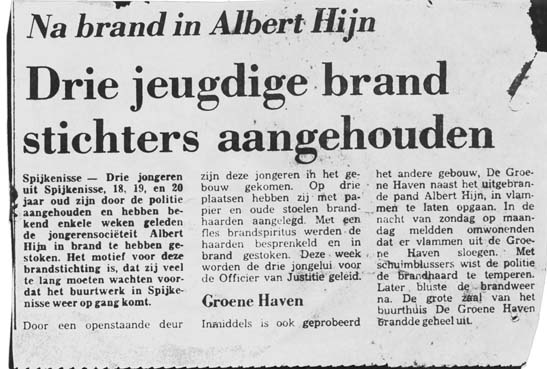 Na brand in Albert Hijn
Drie jeugdige brand
stichters aangehouden
Spijkenisse — Drie jongeren
uit Spijkenisse, 18, 19, en 20
jaar oud zijn door de politie
aangehouden en hebben be-
kend enkele weken geleden
de jongerensociëteit Albert
Hijn in brand te hebben ge-
stoken. Het motief voor deze
brandstichting is, dat zij veel
te lang moeten wachten voor-
dat het buurtwerk in Spijke-
nisse weer op gang komt.
Door een openstaande deur
zijn deze jongeren in het ge-
bouw gekomen. Op drie
plaatsen hebben zij met pa-
pier en oude stoelen brand-
haarden aangelegd. Met een
fles brandspiritus werden de
haarden besprenkeld en in
brand gestoken. Deze week
worden de drie jongelui voor
de Officier van Justitie geleid.
Groene Haven
Inmiddels is ook geprobeerd
het andere gebouw, De Groe-
ne Haven naast het uitgebran-
de pand Albert Hijn, in vlam-
men te laten opgaan. In de
nacht van zondag op maan-
dag meldden omwonenden
dat er vlammen uit de Groe-
ne Haven sloegen. Met
schuimblussers wist de politie
de brandhaard te temperen.
Later bluste de brandweer
na. De grote zaal van het
buurthuis De Groene Haven
brandde geheel uit.